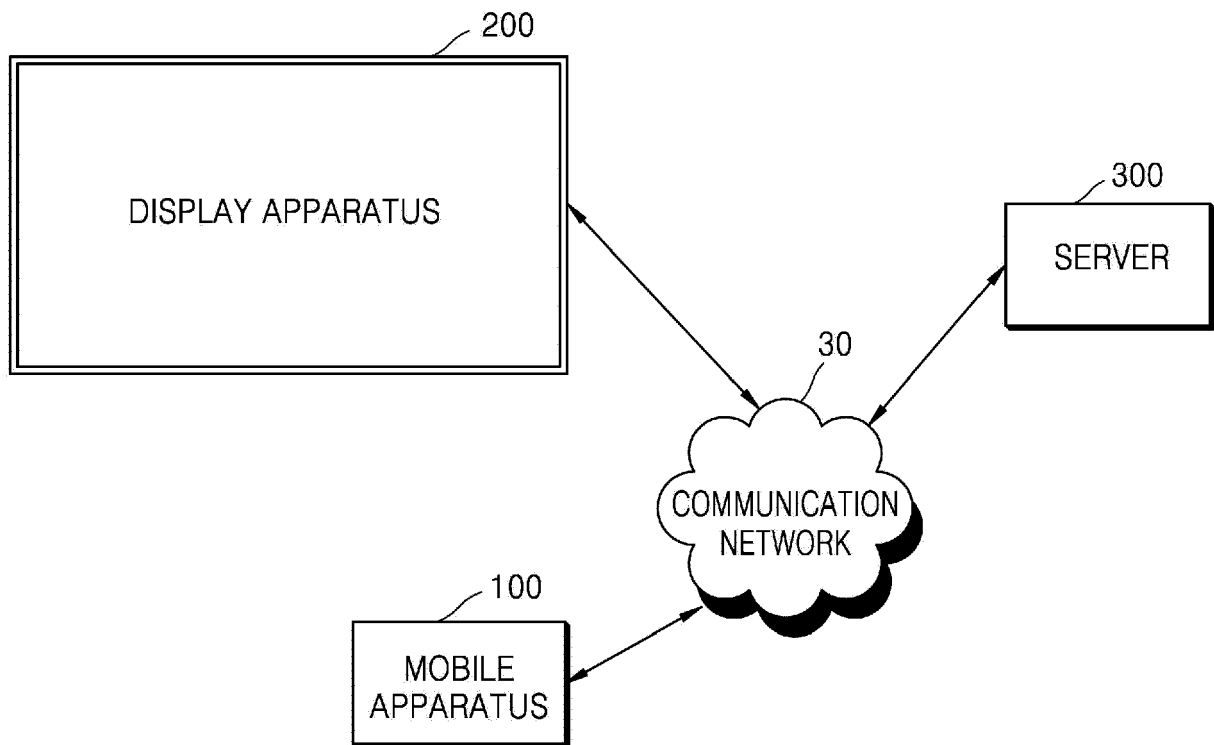 200
DISPLAY APPARATUS
300
SERVER
30
COMMUNICATION
NETWORK
100
MOBILE
APPARATUS